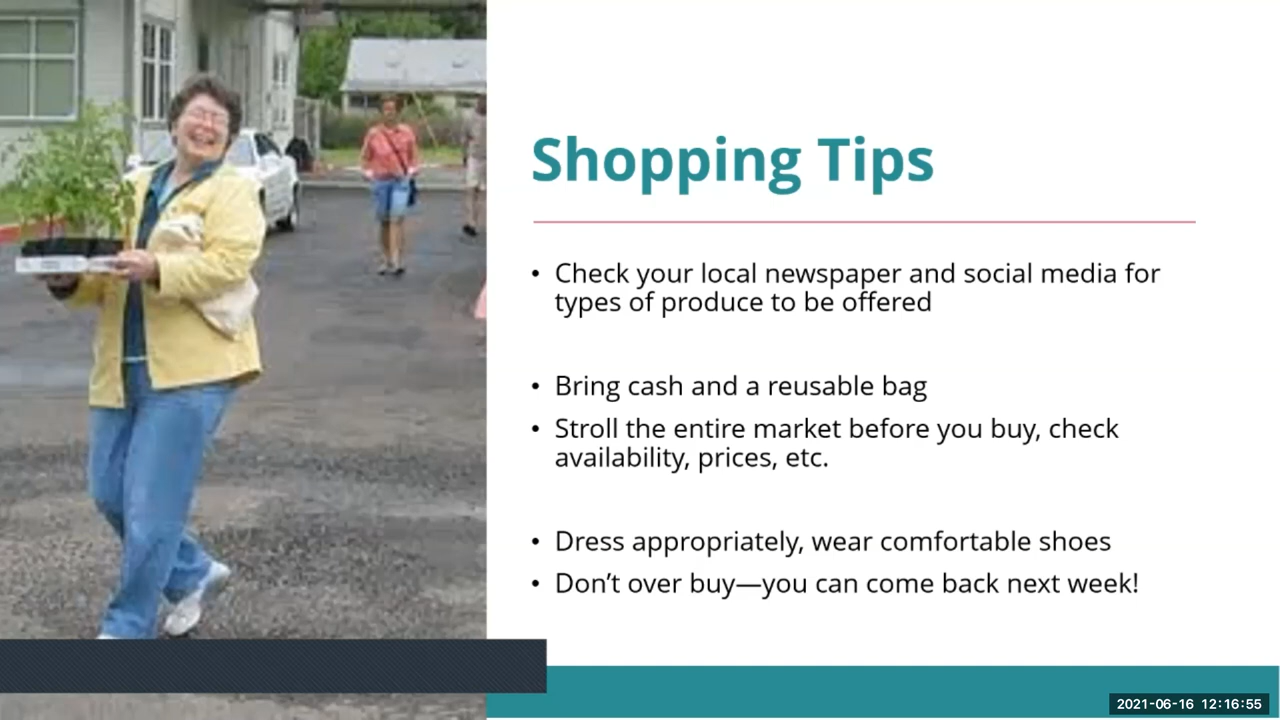 Shopping Tips
• Check your local newspaper and social media for
types of produce to be offered
• Bring cash and a reusable bag
• Stroll the entire market before you buy, check
availability, prices, etc.
• Dress appropriately, wear comfortable shoes
• Don’t over buy—you can come back next week!
2021-06-16 12:16:55